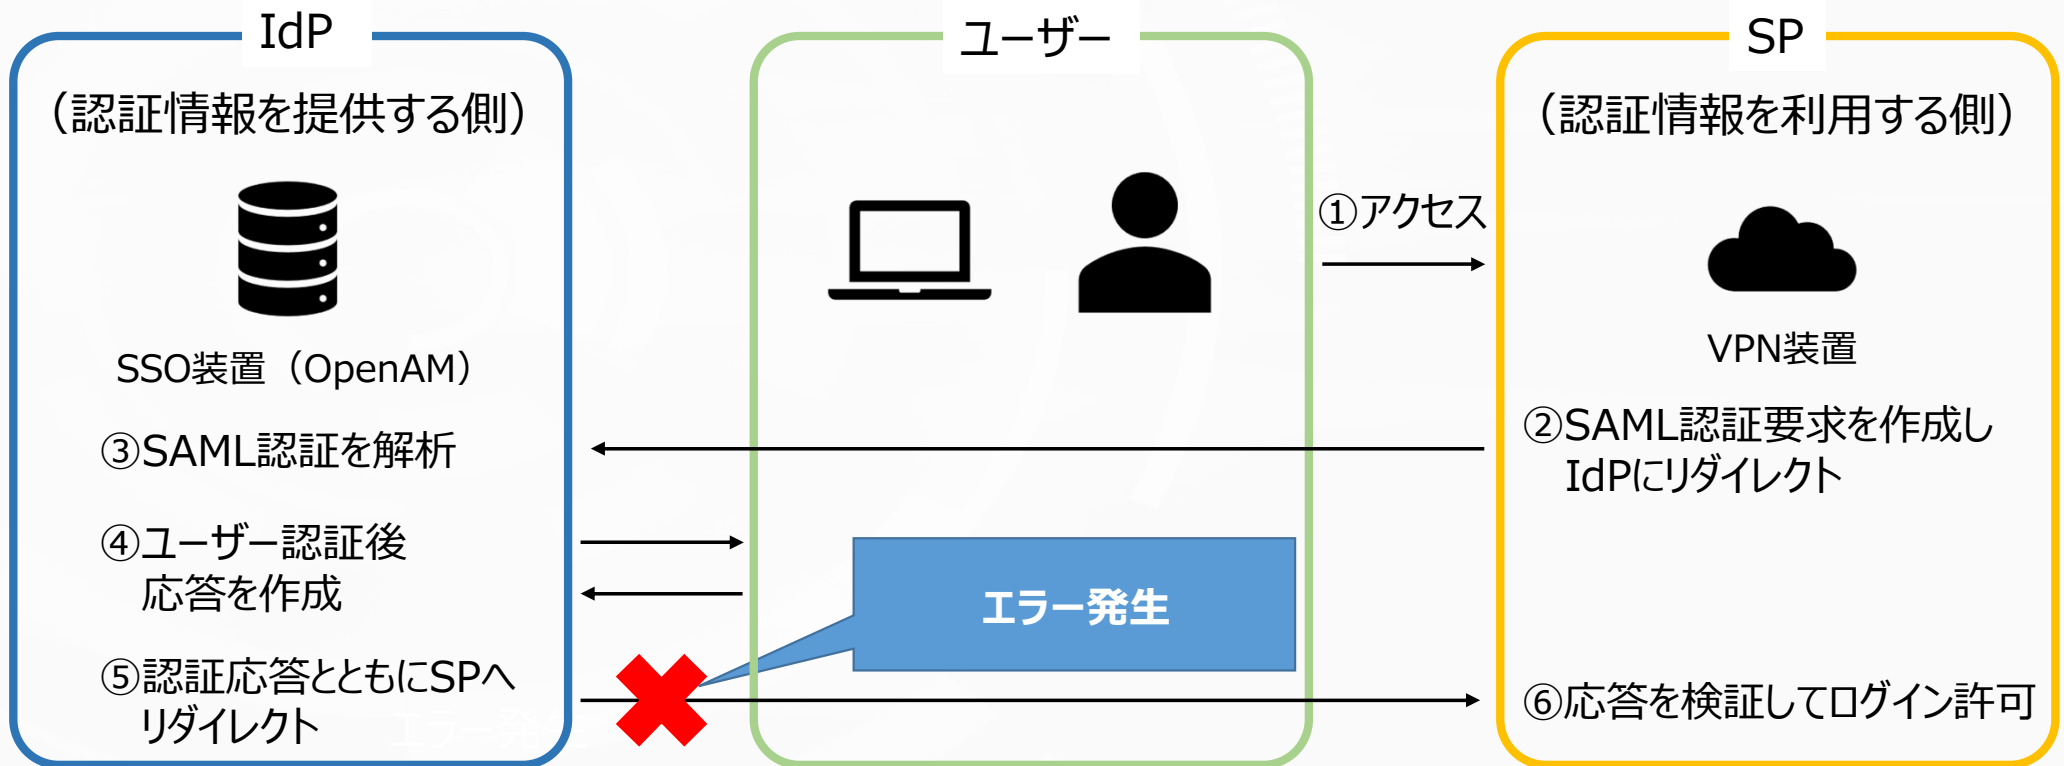 IdP
（認証情報を提供する側）
SSO装置（OpenAM）
③SAML認証を解析
④ユーザー認証後
応答を作成
⑤認証応答とともにSPへ
リダイレクト
エラー発生
ユーザー
エラー発生
①アクセス
SP
（認証情報を利用する側）
VPN装置
②SAML認証要求を作成し
IdPにリダイレクト
⑥応答を検証してログイン許可